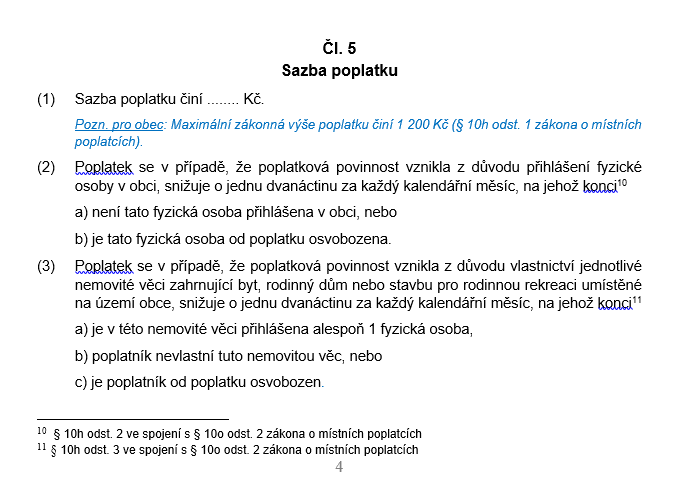 Čl. 5
Sazba poplatku
(1) Sazba poplatku činí ........ Kč.
Pozn. pro obec: Maximální zákonná výše poplatku činí 1 200 Kč (§ 10h odst. 1 zákona o místních
poplatcích).
(2) Poplatek se v případě, že poplatková povinnost vznikla z důvodu přihlášení fyzické
osoby v obci, snižuje o jednu dvanáctinu za každý kalendářní měsíc, na jehož konci10
a) není tato fyzická osoba přihlášena v obci, nebo
b) je tato fyzická osoba od poplatku osvobozena.
(3) Poplatek se v případě, že poplatková povinnost vznikla z důvodu vlastnictví jednotlivé
nemovité věci zahrnující byt, rodinný dům nebo stavbu pro rodinnou rekreaci umístěné
na území obce, snižuje o jednu dvanáctinu za každý kalendářní měsíc, na jehož konci11
a) je v této nemovité věci přihlášena alespoň 1 fyzická osoba,
b) poplatník nevlastní tuto nemovitou věc, nebo
c) je poplatník od poplatku osvobozen.
10 § 10h odst. 2 ve spojení s § 10o odst. 2 zákona o místních poplatcích
11 § 10h odst. 3 ve spojení s § 10o odst. 2 zákona o místních poplatcích
4